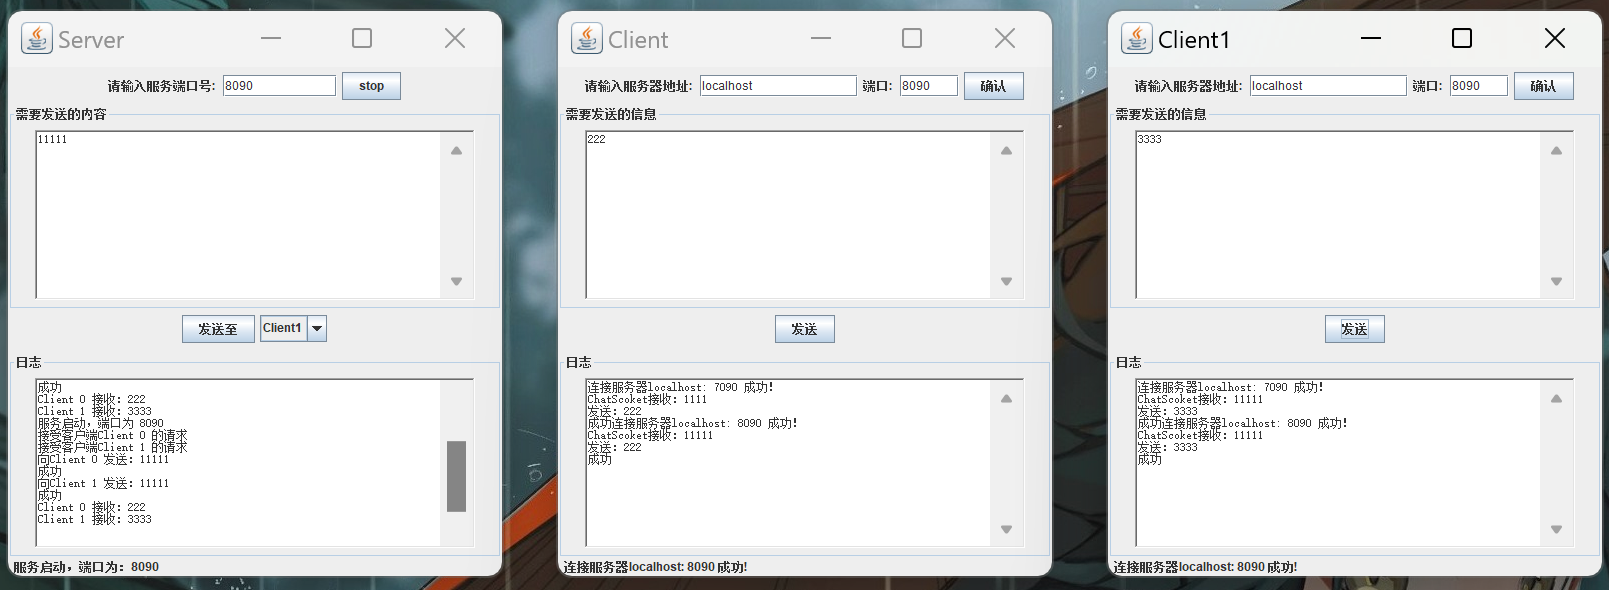 Server
请输入服务端口号: 8090 stop
需要发送的内容
11111
发送至 Client1
日志
成功
Client 0 接收: 222
Client 1 接收: 3333
服务启动, 端口为 8090
接受客户端Client 0 的请求
接受客户端Client 1 的请求
向Client 0 发送: 11111
成功
向Client 1 发送: 11111
成功
Client 0 接收: 222
Client 1 接收: 3333
服务启动，端口为: 8090
Client
请输入服务器地址: localhost 端口: 8090 确认
需要发送的信息
222
发送
日志
连接服务器localhost: 7090 成功!
ChatScoket接收: 1111
发送: 222
成功连接服务器localhost: 8090 成功!
ChatScoket接收: 11111
发送: 222
成功
连接服务器localhost: 8090 成功!
Client1
请输入服务器地址: localhost 端口: 8090 确认
需要发送的信息
3333
发送
日志
连接服务器localhost: 7090 成功!
ChatScoket接收: 11111
发送: 3333
成功连接服务器localhost: 8090 成功!
ChatScoket接收: 11111
发送: 3333
成功
连接服务器localhost: 8090 成功!